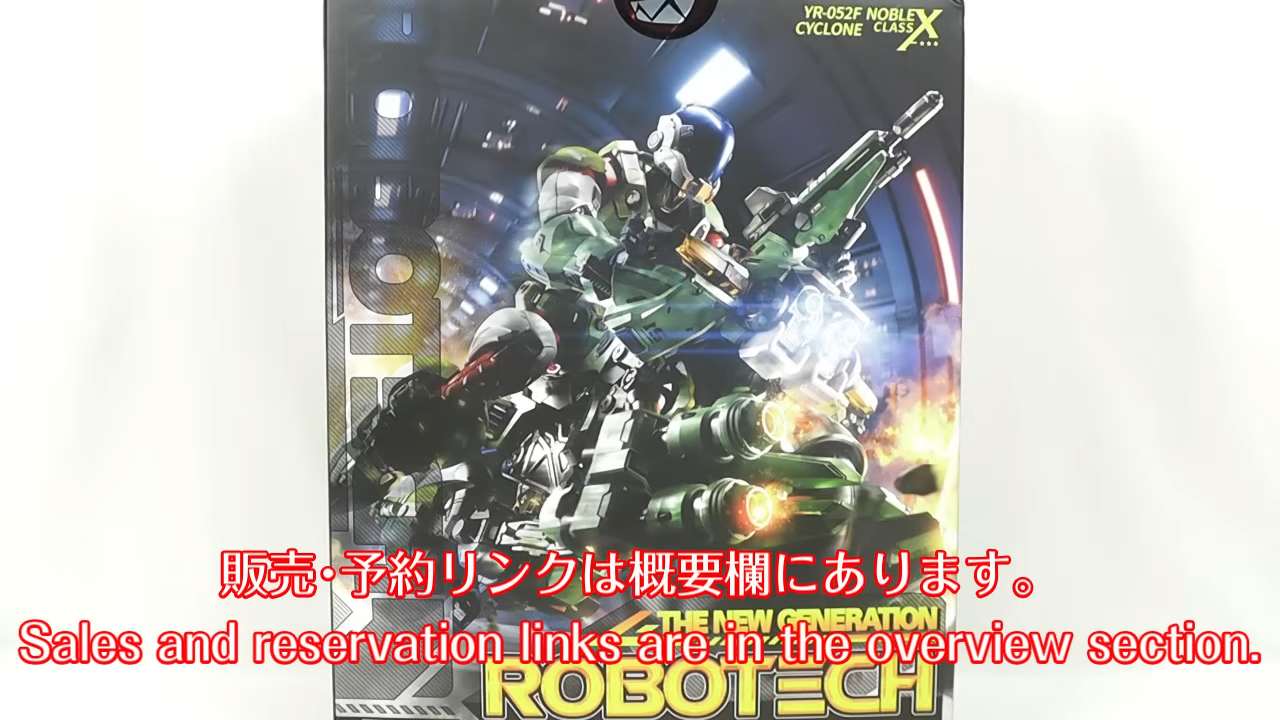 YR-052F NOBLE
CYCLONE CLASS X
販売・予約リンクは概要欄にあります。
THE NEW GENERATION
Sales and reservation links are in the overview section.
ROBOTECH